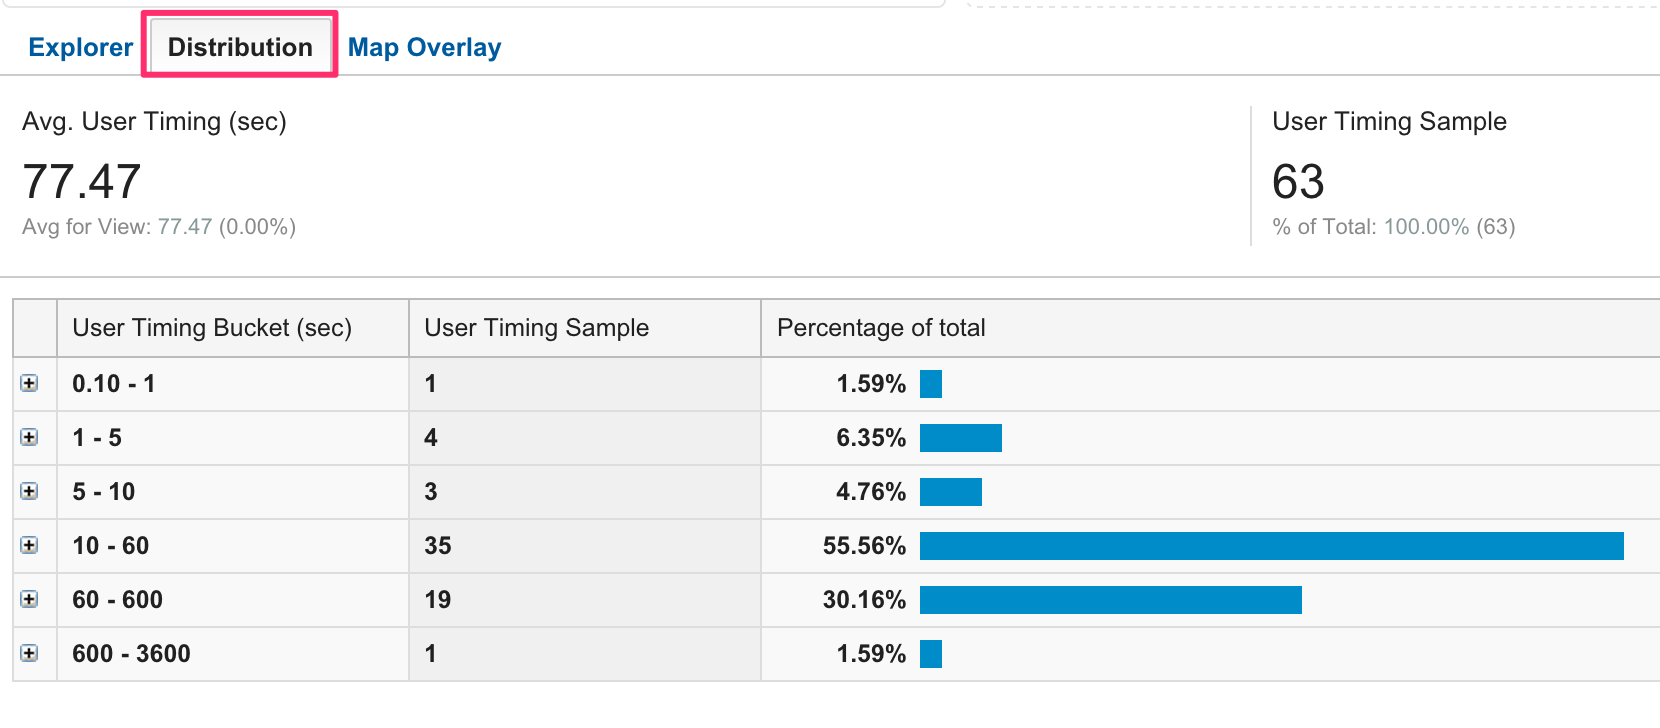 Explorer Distribution Map Overlay
Avg. User Timing (sec)
77.47
Avg for View: 77.47 (0.00%)
User Timing Sample
63
% of Total: 100.00% (63)
User Timing Bucket (sec) User Timing Sample Percentage of total
0.10 - 1 1 1.59%
1 - 5 4 6.35%
5 - 10 3 4.76%
10 - 60 35 55.56%
60 - 600 19 30.16%
600 - 3600 1 1.59%